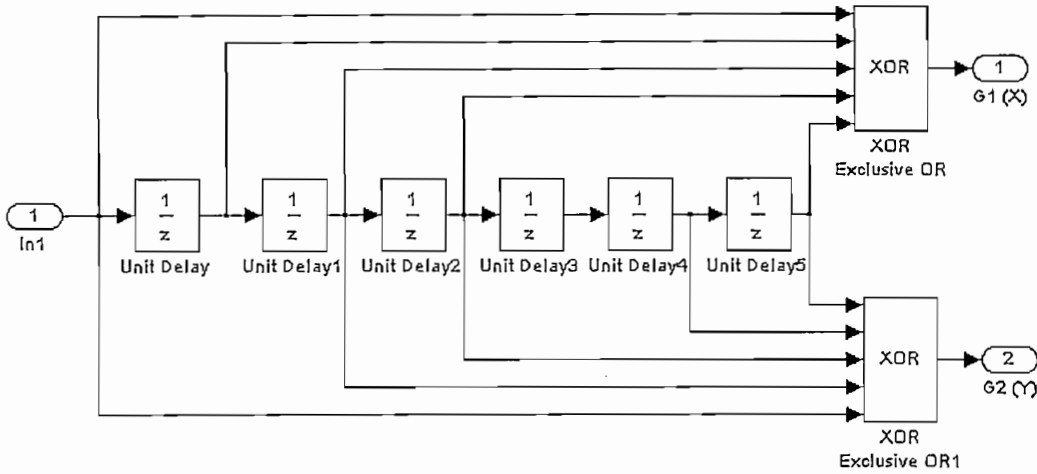 XOR
1
G1 (X)
XOR
Exclusive OR
1
In1
1
z
Unit Delay
1
z
Unit Delay1
1
z
Unit Delay2
1
z
Unit Delay3
1
z
Unit Delay4
1
z
Unit Delay5
XOR
2
G2 (Y)
XOR
Exclusive OR1